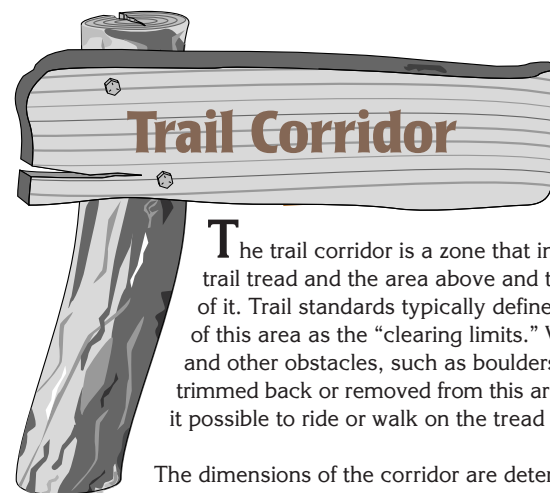 Trail Corridor
The trail corridor is a zone that
trail tread and the area above and
of it. Trail standards typically define
of this area as the “clearing limits.”
and other obstacles, such as boulders
trimmed back or removed from this
it possible to ride or walk on the tread
The dimensions of the corridor are